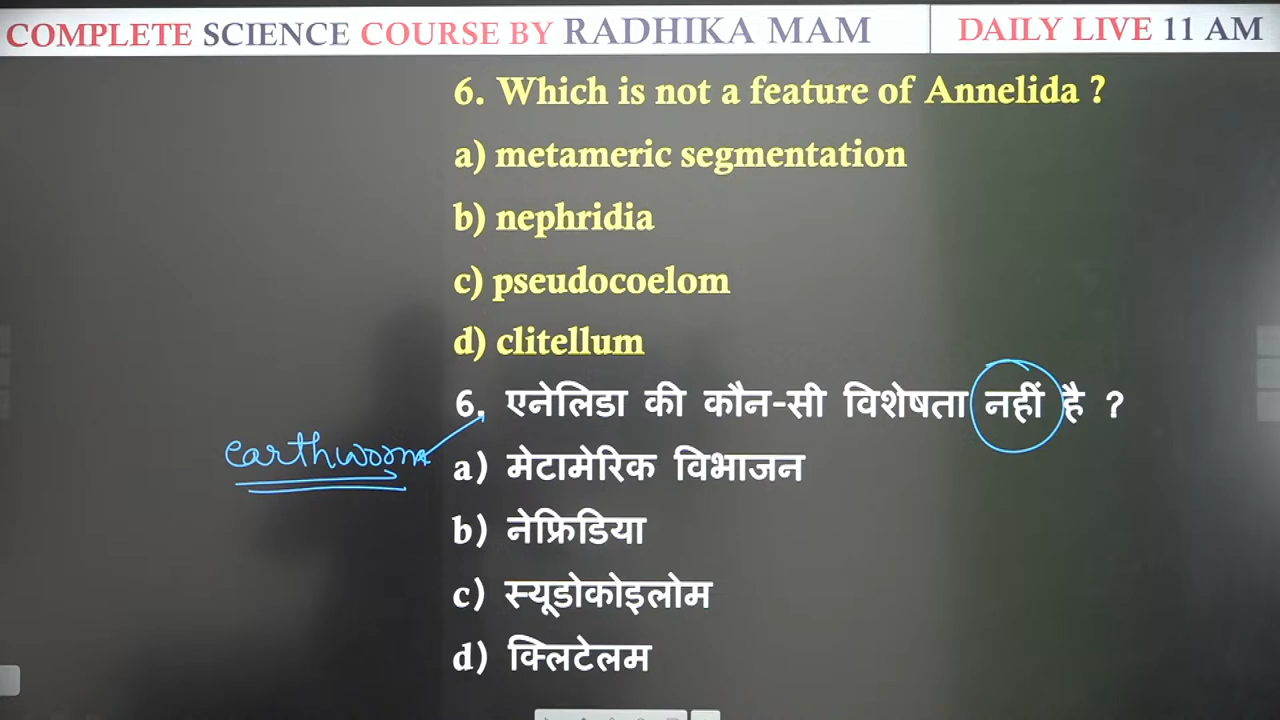 COMPLETE SCIENCE COURSE BY RADHIKA MAM
DAILY LIVE 11 AM
6. Which is not a feature of Annelida ?
a) metameric segmentation
b) nephridia
c) pseudocoelom
d) clitellum
6. एनेलिडा की कौन-सी विशेषता नहीं है ?
earthworm
a) मेटामेरिक विभाजन
b) नेफ्रिडिया
c) स्यूडोकोइलोम
d) क्लिटेलम